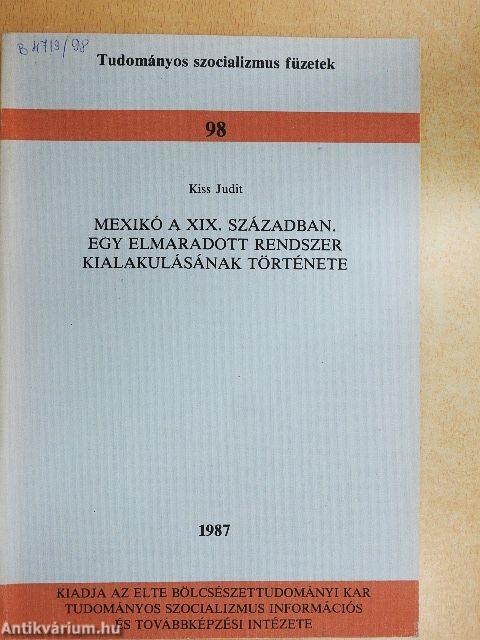 B 4719/98
Tudományos szocializmus füzetek
98
Kiss Judit
MEXIKÓ A XIX. SZÁZADBAN.
EGY ELMARADOTT RENDSZER
KIALAKULÁSÁNAK TÖRTÉNETE
1987
KIADJA AZ ELTE BÖLCSÉSZETTUDOMÁNYI KAR
TUDOMÁNYOS SZOCIALIZMUS INFORMÁCIÓS
ÉS TOVÁBBKÉPZÉSI INTÉZETE
Antikvárium.hu